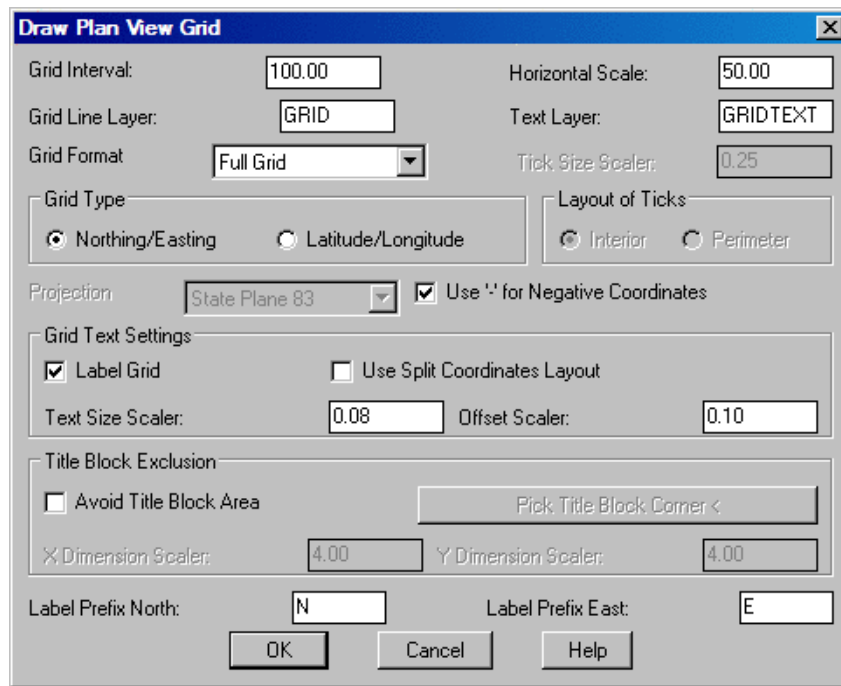 Draw Plan View Grid
Grid Interval: 100.00 Horizontal Scale: 50.00
Grid Line Layer: GRID Text Layer: GRIDTEXT
Grid Format Full Grid Tick Size Scaler: 0.25
Grid Type Layout of Ticks
Northing/Easting Latitude/Longitude Interior Perimeter
Projection State Plane 83 Use '-' for Negative Coordinates
Grid Text Settings
Label Grid Use Split Coordinates Layout
Text Size Scaler: 0.08 Offset Scaler: 0.10
Title Block Exclusion
Avoid Title Block Area Pick Title Block Corner <
X Dimension Scaler: 4.00 Y Dimension Scaler: 4.00
Label Prefix North: N Label Prefix East: E
OK Cancel Help